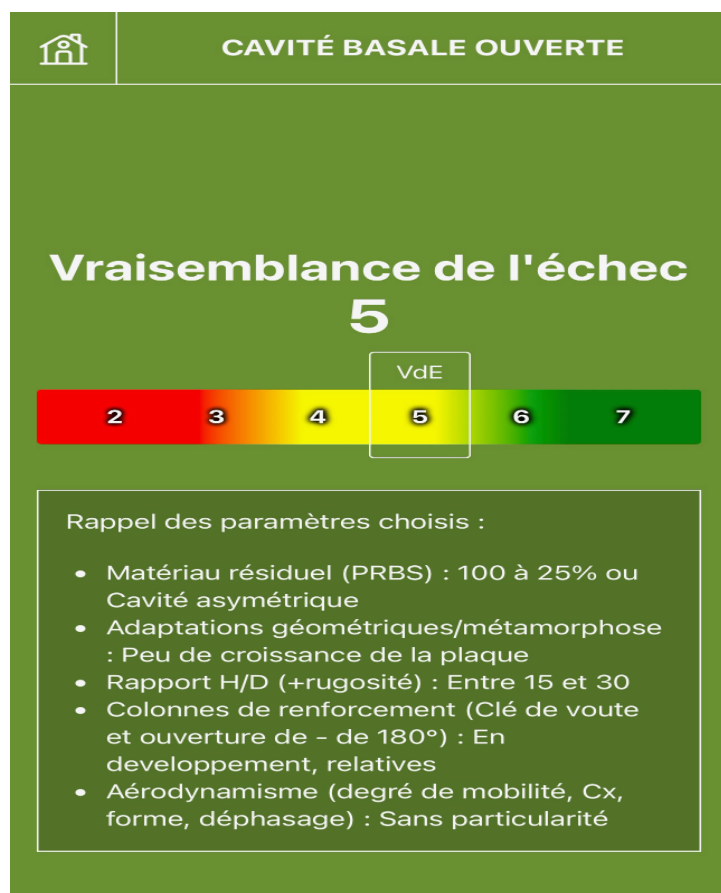 CAVITÉ BASALE OUVERTE
Vraisemblance de l'échec
5
VdE
2 3 4 5 6 7
Rappel des paramètres choisis :
• Matériau résiduel (PRBS) : 100 à 25% ou
Cavité asymétrique
• Adaptations géométriques/métamorphose
: Peu de croissance de la plaque
• Rapport H/D (+rugosité) : Entre 15 et 30
• Colonnes de renforcement (Clé de voute
et ouverture de - de 180°) : En
developpement, relatives
• Aérodynamisme (degré de mobilité, Cx,
forme, déphasage) : Sans particularité